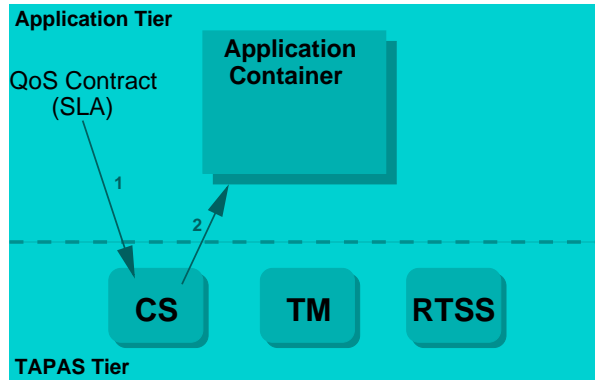 Application Tier
Application
Container
QoS Contract
(SLA)
1
2
CS
TM
RTSS
TAPAS Tier